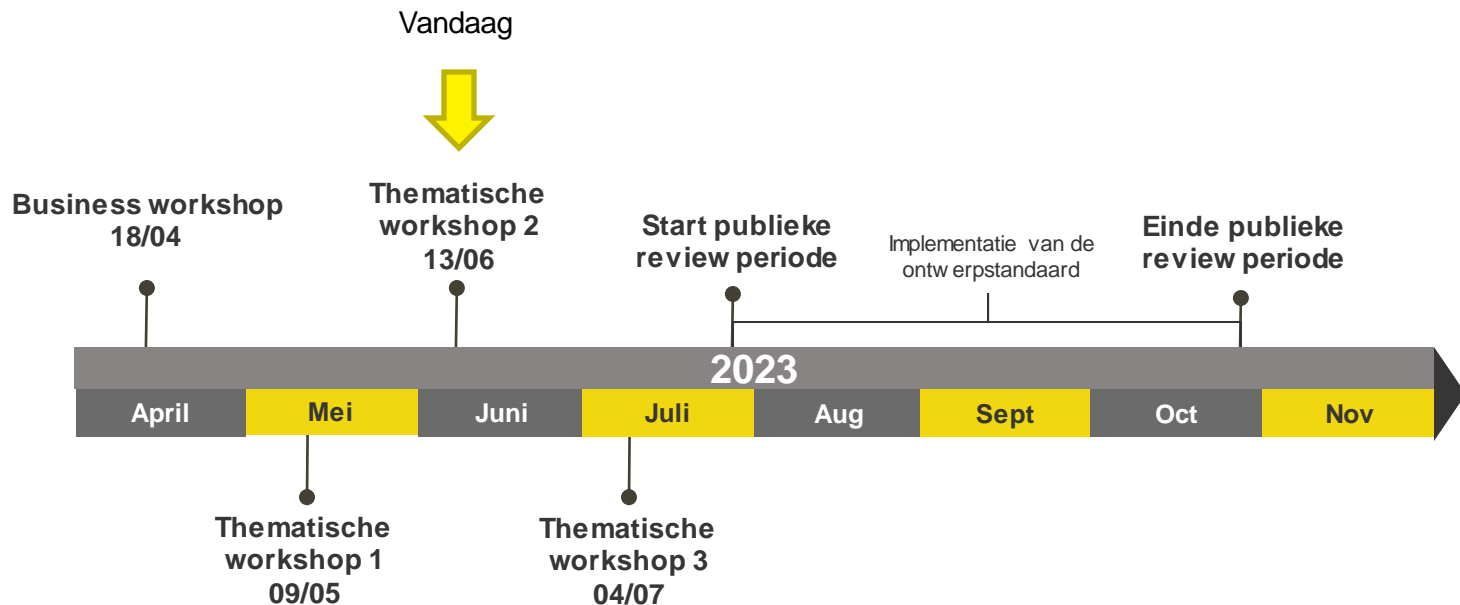 Vandaag
Business workshop
18/04
Thematische
workshop 2
13/06
Start publieke
review periode
Implementatie van de
ontwerpstandaard
Einde publieke
review periode
2023
April
Mei
Juni
Juli
Aug
Sept
Oct
Nov
Thematische
workshop 1
09/05
Thematische
workshop 3
04/07